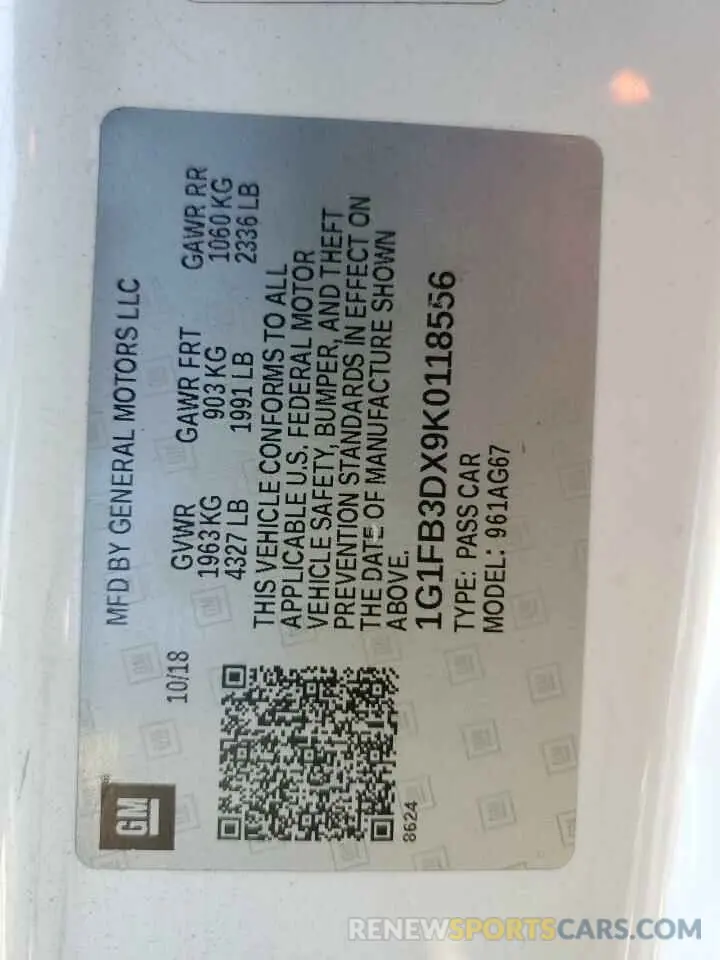 MFD BY GENERAL MOTORS LLC
10/18
GVWR GAWR FRT GAWR RR
1963 KG 903 KG 1060 KG
4327 LB 1991 LB 2336 LB
THIS VEHICLE CONFORMS TO ALL
APPLICABLE U.S. FEDERAL MOTOR
VEHICLE SAFETY, BUMPER, AND THEFT
PREVENTION STANDARDS IN EFFECT ON
THE DATE OF MANUFACTURE SHOWN
ABOVE.
1G1FB3DX9K0118556
TYPE: PASS CAR
MODEL: 961AG67
GM
8624
RENEWSPORTSCARS.COM